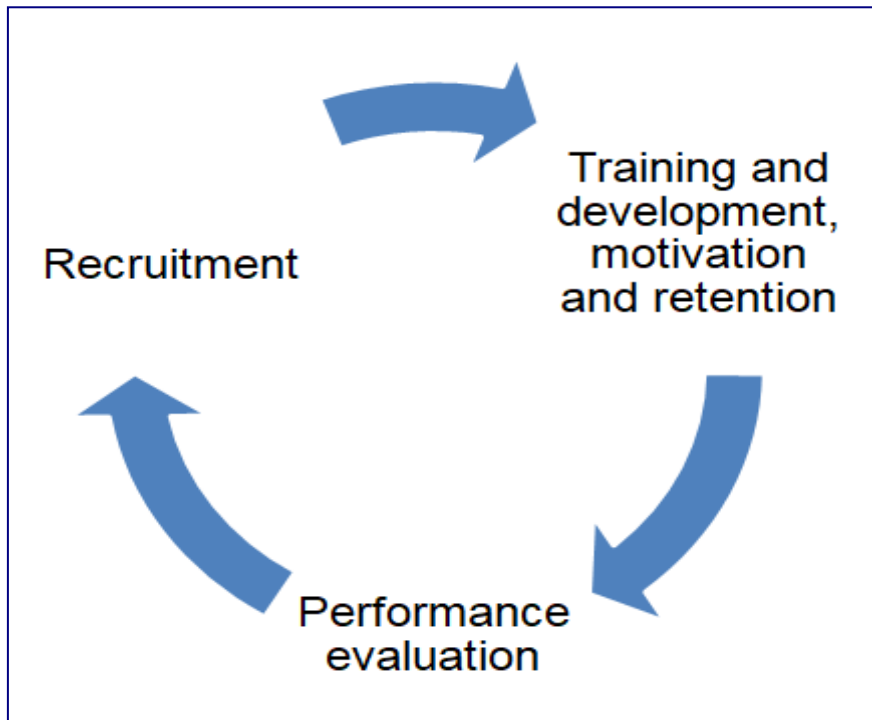 Recruitment
Training and
development,
motivation
and retention
Performance
evaluation